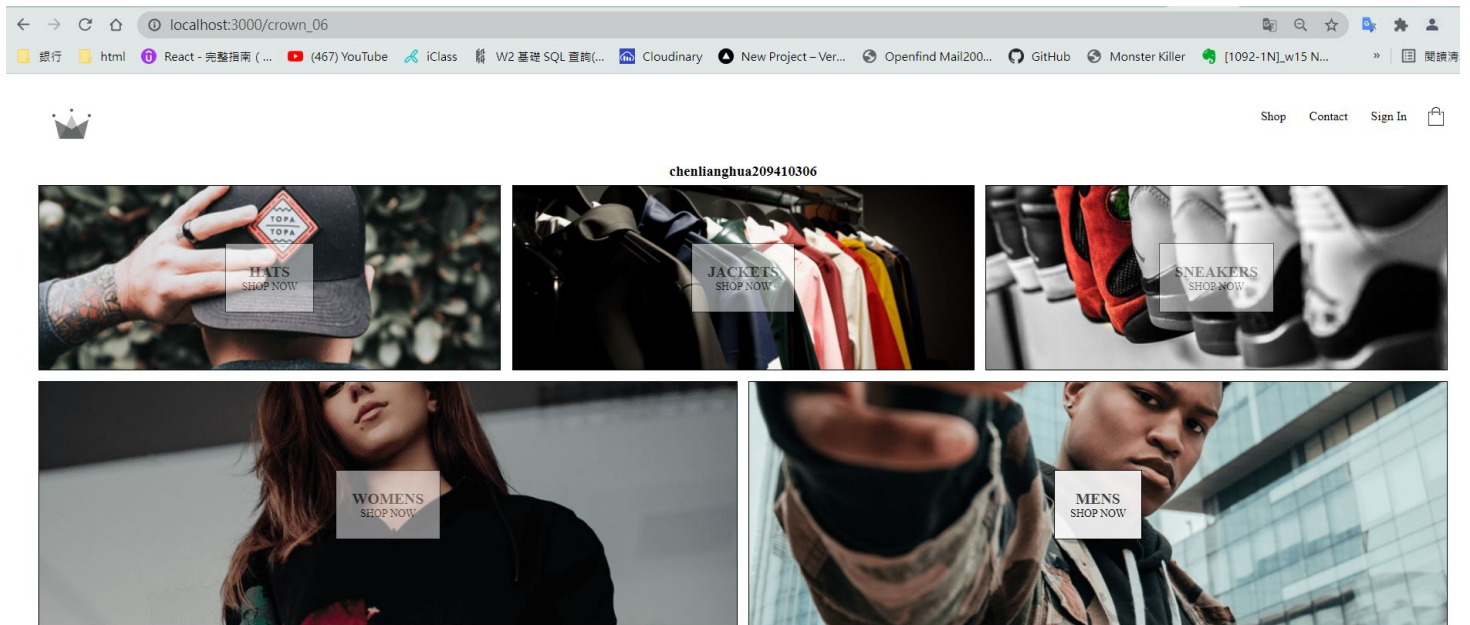 localhost:3000/crown_06
銀行 html React - 完整指南 ( ... (467) YouTube iClass W2 基礎 SQL 查詢(... Cloudinary New Project – Ver... Openfind Mail200... GitHub Monster Killer [1092-1N]_w15 N... » 閱讀清
Shop Contact Sign In
chenlianghua209410306
TOPA
TOPA
HATS
SHOP NOW
JACKETS
SHOP NOW
SNEAKERS
SHOP NOW
WOMENS
SHOP NOW
MENS
SHOP NOW